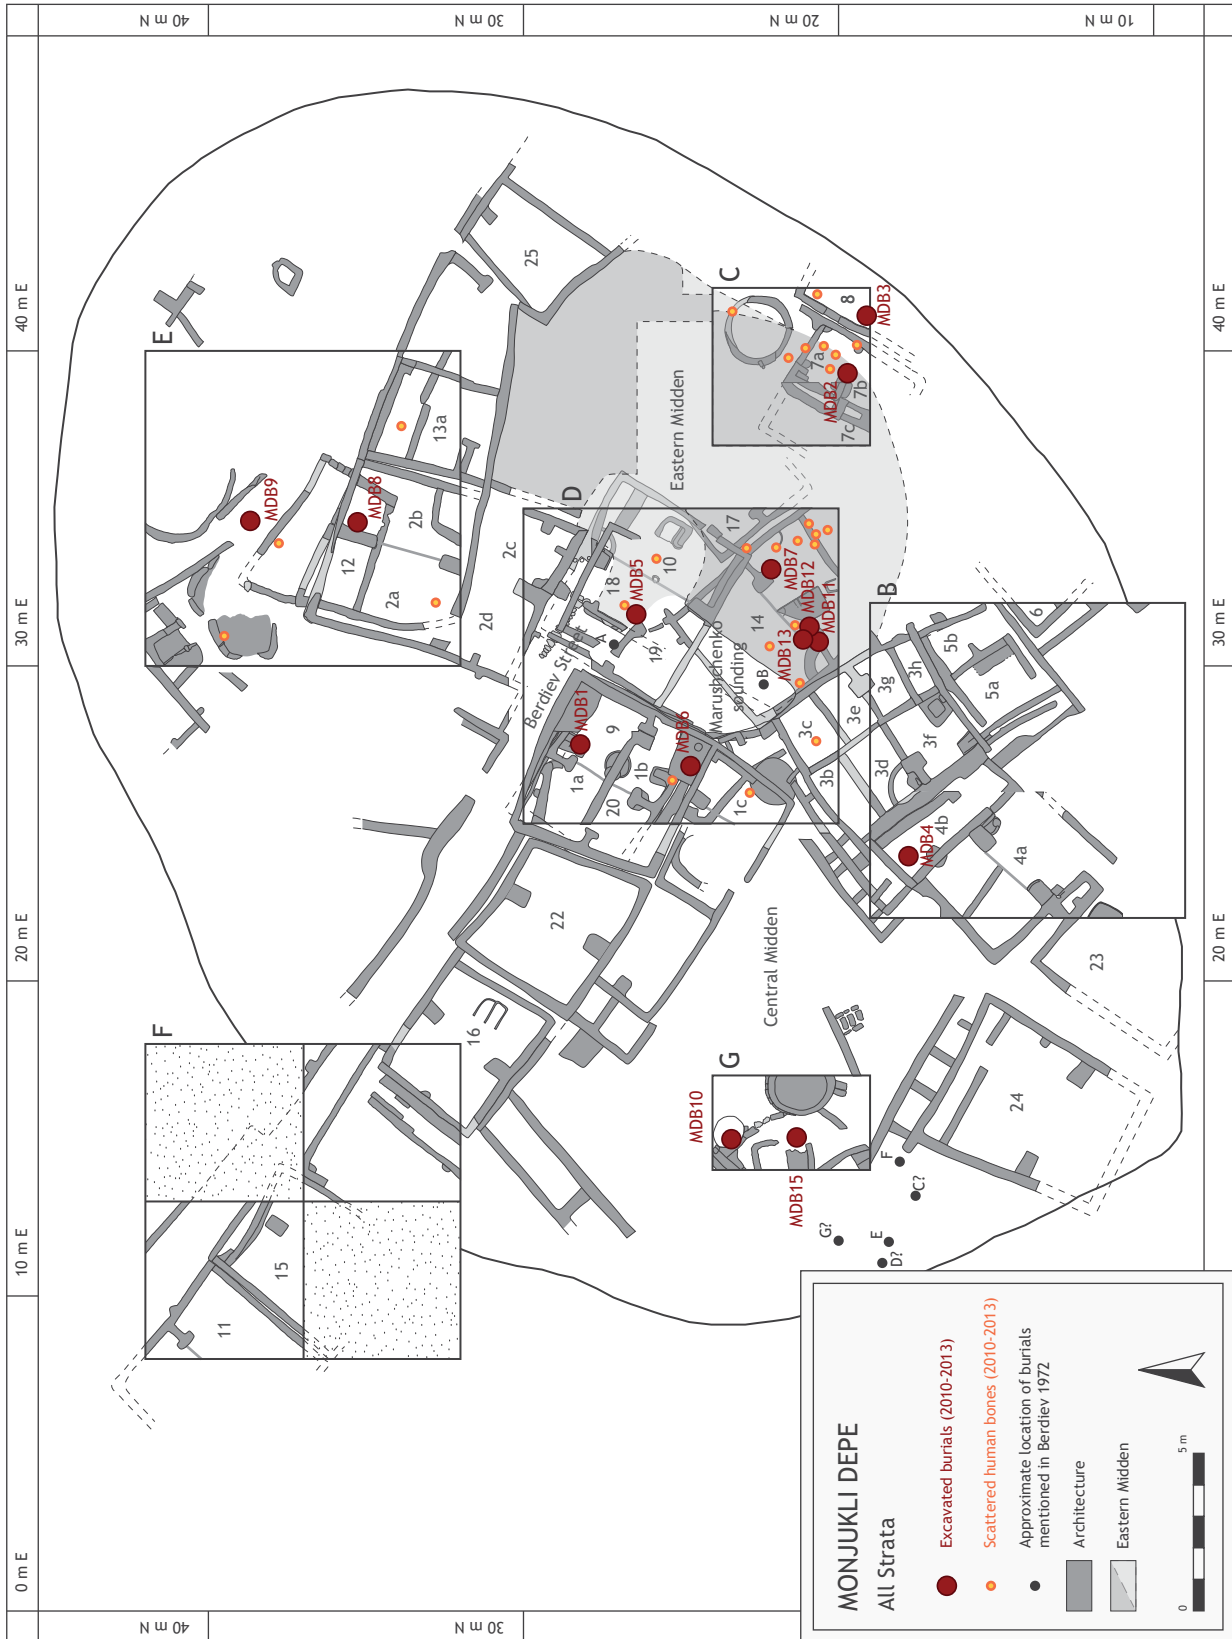 MONJUKLI DEPE
All Strata
Excavated burials (2010-2013)
Scattered human bones (2010-2013)
Approximate location of burials
mentioned in Berdiev 1972
Architecture
Eastern Midden
0
5 m
0 m E
10 m E
20 m E
30 m E
40 m E
20 m E
30 m E
40 m E
40 m N
30 m N
40 m N
30 m N
20 m N
10 m N
F
11
15
16
22
E
MDB9
MDB8
12
13a
2a
2b
2c
2d
25
D
Berdiev Street
MDB1
MDB5
MDB6
MDB7
MDB12
MDB11
MDB13
1a
1b
1c
9
20
18
10
19
17
14
A
B
Marushchenko
sounding
3c
3b
Eastern Midden
C
MDB2
MDB3
7a
7b
7c
8
B
MDB4
3d
3e
3f
3g
3h
4a
4b
5a
5b
6
Central Midden
G
MDB10
MDB15
G?
F
C?
E
D?
23
24